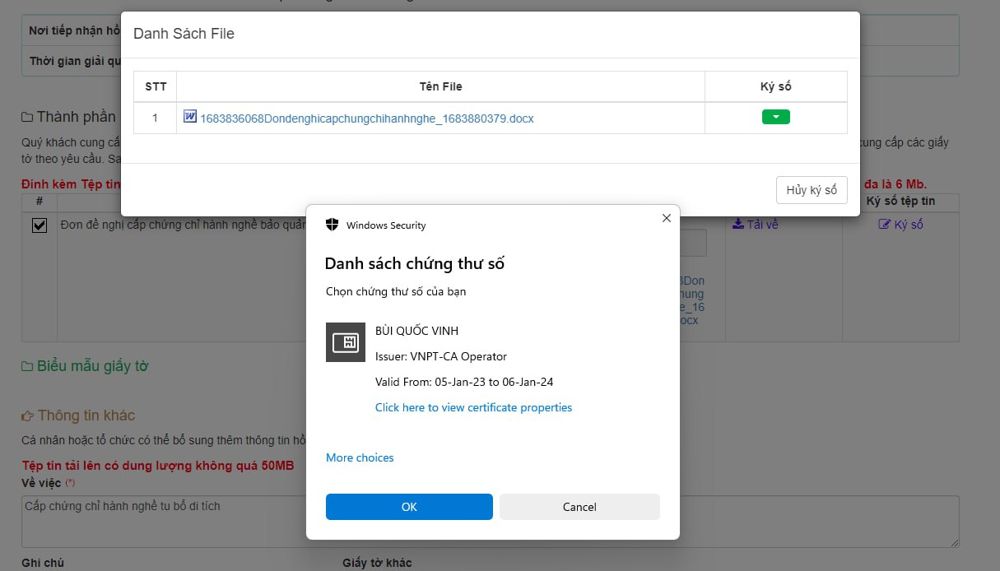 Nơi tiếp nhận hồ
Thời gian giải qu
Danh Sách File
STT
Tên File
Ký số
1
1683836068Dondenghicapchungchihanhnghe_1683880379.docx
Hủy ký số
Thành phần
Quý khách cung cấ
cung cấp các giấy
tờ theo yêu cầu. Sa
Đính kèm Tệp tin
đa là 6 Mb.
#
Ký số tệp tin
Đơn đề nghị cấp chứng chỉ hành nghề bảo quản
Tải về
Ký số
Windows Security
Danh sách chứng thư số
Chọn chứng thư số của bạn
BÙI QUỐC VINH
Issuer: VNPT-CA Operator
Valid From: 05-Jan-23 to 06-Jan-24
Click here to view certificate properties
More choices
OK
Cancel
8Don
hung
e_16
ocx
Biểu mẫu giấy tờ
Thông tin khác
Cá nhân hoặc tổ chức có thể bổ sung thêm thông tin hồ
Tệp tin tải lên có dung lượng không quá 50MB
Về việc (*)
Cấp chứng chỉ hành nghề tu bổ di tích
Ghi chú
Giấy tờ khác